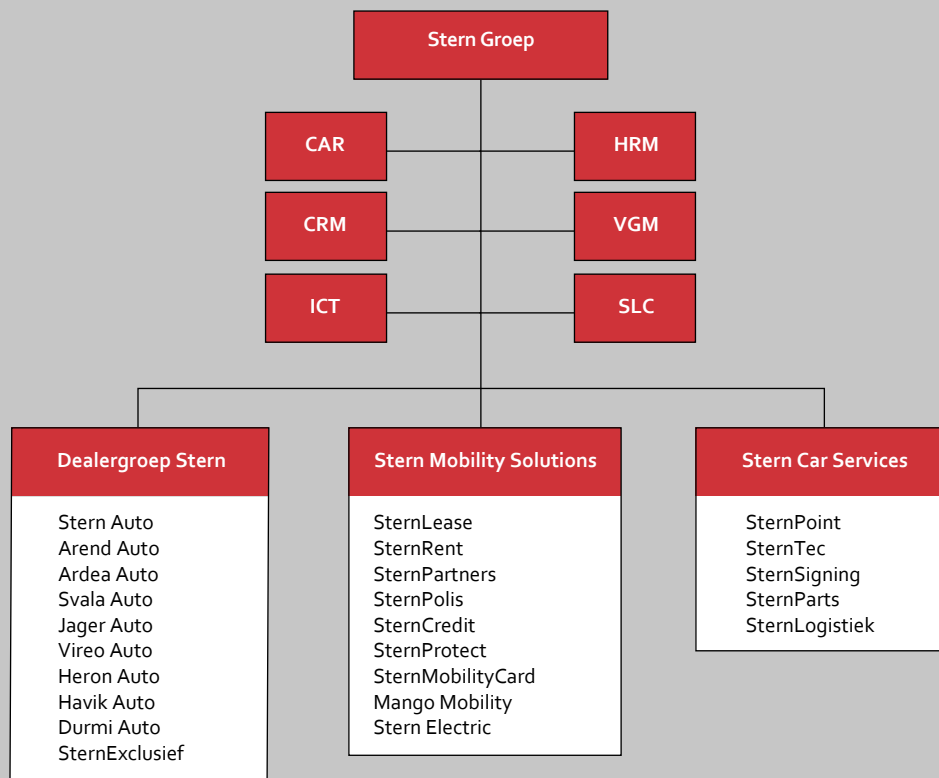 Stern Groep
CAR
HRM
CRM
VGM
ICT
SLC
Dealergroep Stern
Stern Auto
Arend Auto
Ardea Auto
Svala Auto
Jager Auto
Vireo Auto
Heron Auto
Havik Auto
Durmi Auto
SternExclusief
Stern Mobility Solutions
SternLease
SternRent
SternPartners
SternPolis
SternCredit
SternProtect
SternMobilityCard
Mango Mobility
Stern Electric
Stern Car Services
SternPoint
SternTec
SternSigning
SternParts
SternLogistiek